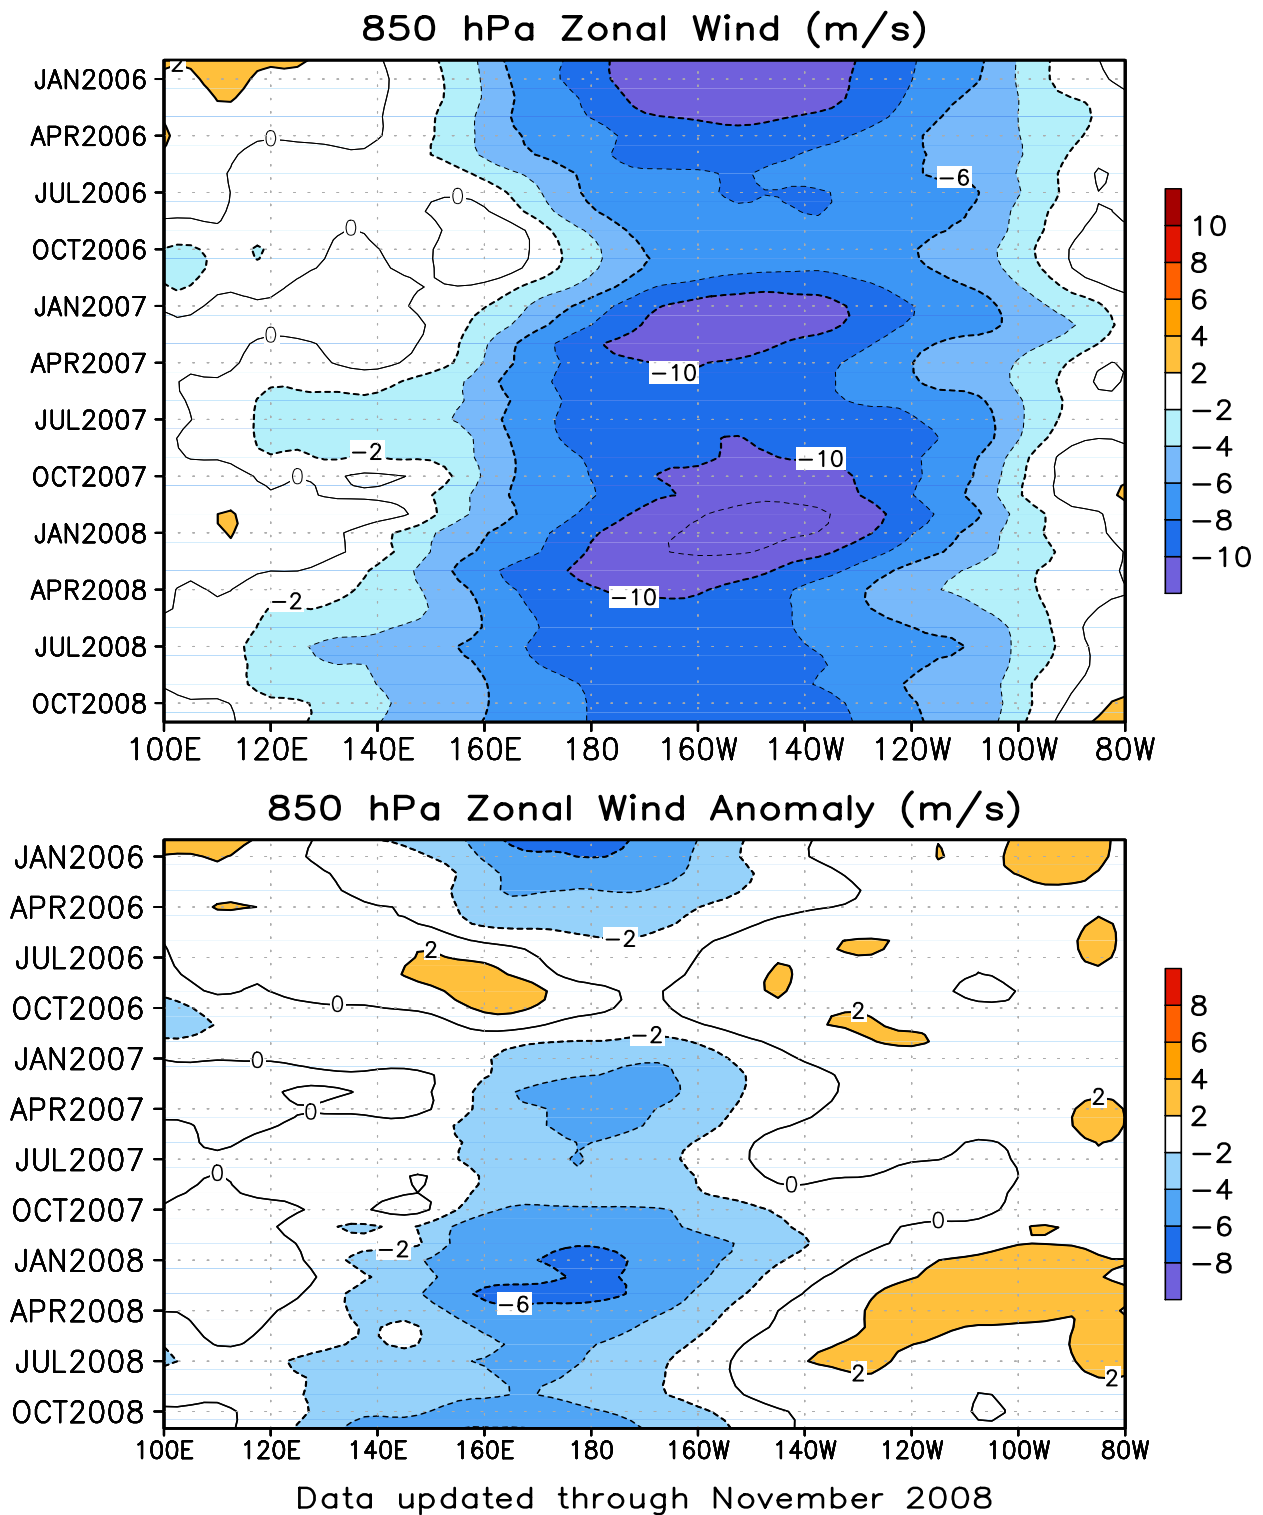 850 hPa Zonal Wind (m/s)
JAN2006
APR2006
JUL2006
OCT2006
JAN2007
APR2007
JUL2007
OCT2007
JAN2008
APR2008
JUL2008
OCT2008
2
0
0
0
0
0
-6
-10
-2
-10
-10
-2
100E 120E 140E 160E 180 160W 140W 120W 100W 80W
10
8
6
4
2
-2
-4
-6
-8
-10
850 hPa Zonal Wind Anomaly (m/s)
JAN2006
APR2006
JUL2006
OCT2006
JAN2007
APR2007
JUL2007
OCT2007
JAN2008
APR2008
JUL2008
OCT2008
-2
2
0
2
-2
0
2
0
0
0
0
-2
-6
2
2
100E 120E 140E 160E 180 160W 140W 120W 100W 80W
8
6
4
2
-2
-4
-6
-8
Data updated through November 2008